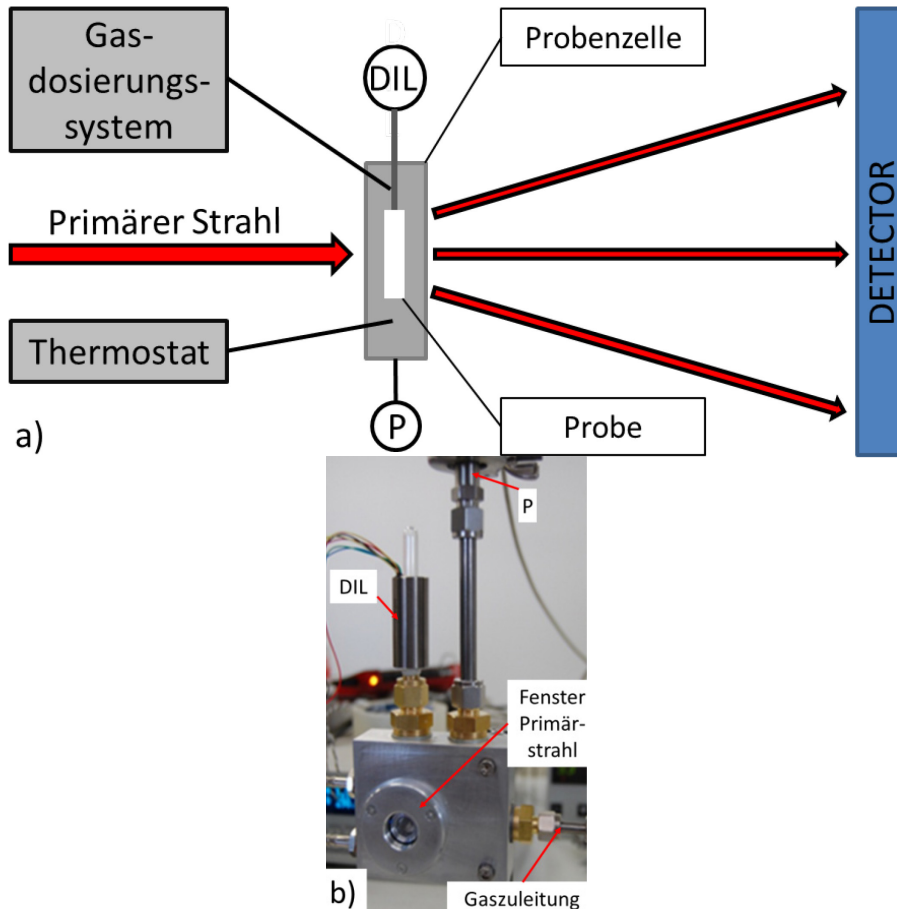 Gas-
dosierungs-
system
DIL
Probenzelle
Primärer Strahl
DETECTOR
Thermostat
P
Probe
a)
P
DIL
Fenster
Primär-
strahl
b)
Gaszuleitung